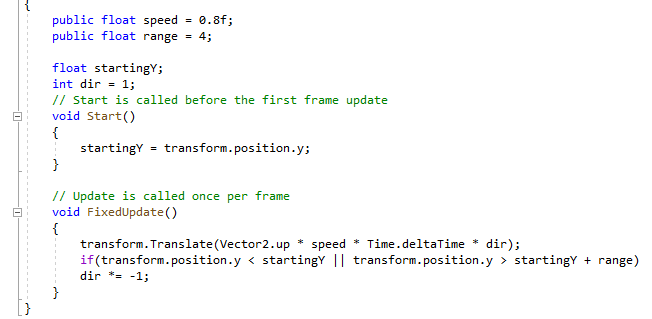 {
public float speed = 0.8f;
public float range = 4;
float startingY;
int dir = 1;
// Start is called before the first frame update
void Start()
{
startingY = transform.position.y;
}
// Update is called once per frame
void FixedUpdate()
{
transform.Translate(Vector2.up * speed * Time.deltaTime * dir);
if(transform.position.y < startingY || transform.position.y > startingY + range)
dir *= -1;
}
}